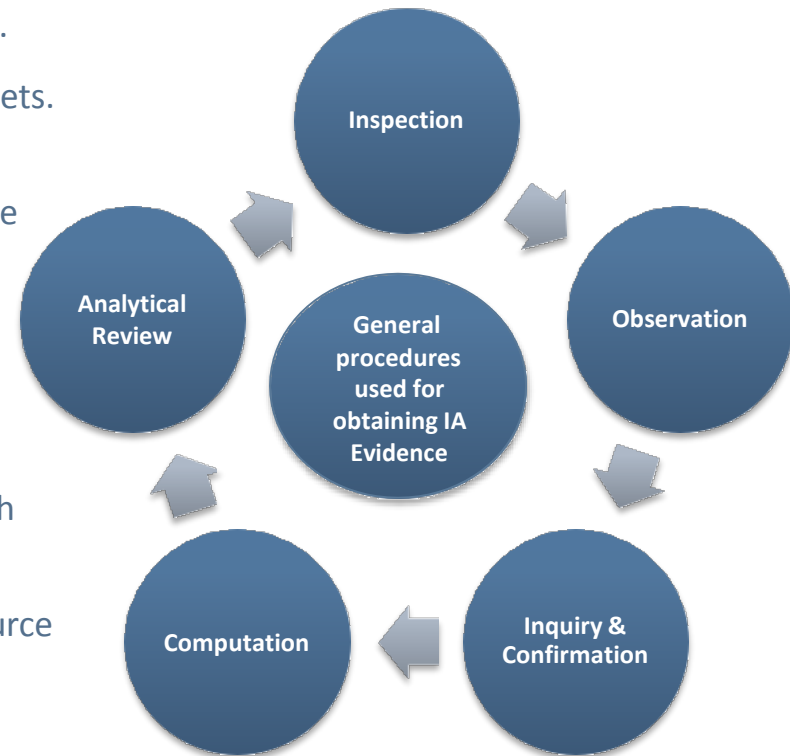 .
ets.
e
h
urce
Inspection
Observation
Inquiry &
Confirmation
Computation
Analytical
Review
General
procedures
used for
obtaining IA
Evidence